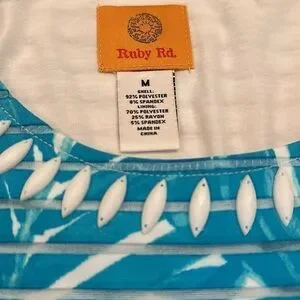 Ruby Rd.
M
SHELL:
92% POLYESTER
8% SPANDEX
LINING:
70% POLYESTER
25% RAYON
5% SPANDEX
MADE IN
CHINA